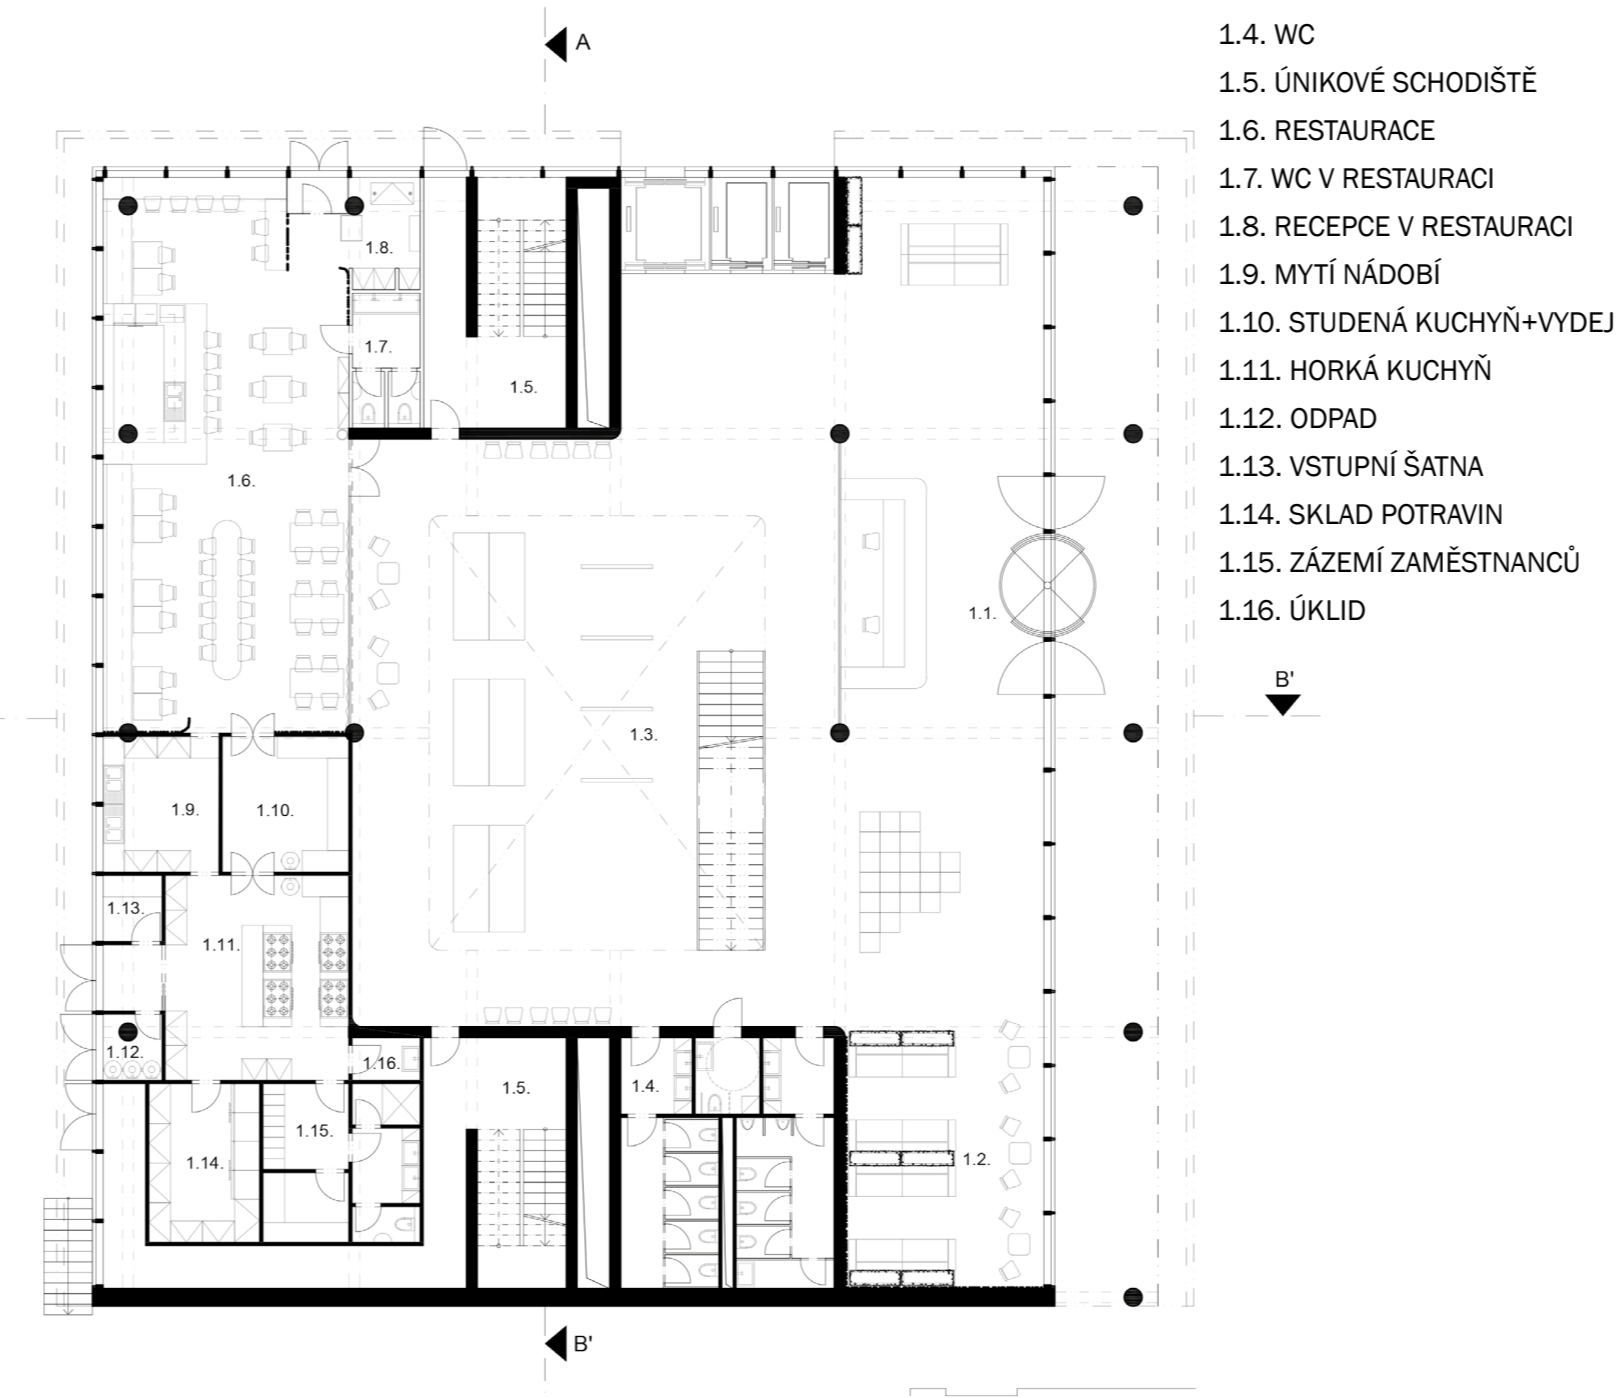 A
1.4. WC
1.5. ÚNIKOVÉ SCHODIŠTĚ
1.6. RESTAURACE
1.7. WC V RESTAURACI
1.8. RECEPCE V RESTAURACI
1.9. MYTÍ NÁDOBÍ
1.10. STUDENÁ KUCHYŇ+VYDEJ
1.11. HORKÁ KUCHYŇ
1.12. ODPAD
1.13. VSTUPNÍ ŠATNA
1.14. SKLAD POTRAVIN
1.15. ZÁZEMÍ ZAMĚSTNANCŮ
1.16. ÚKLID
1.8.
1.7.
1.5.
1.6.
1.1.
B'
1.3.
1.9.
1.10.
1.13.
1.11.
1.12.
1.16.
1.5.
1.4.
1.15.
1.14.
1.2.
B'